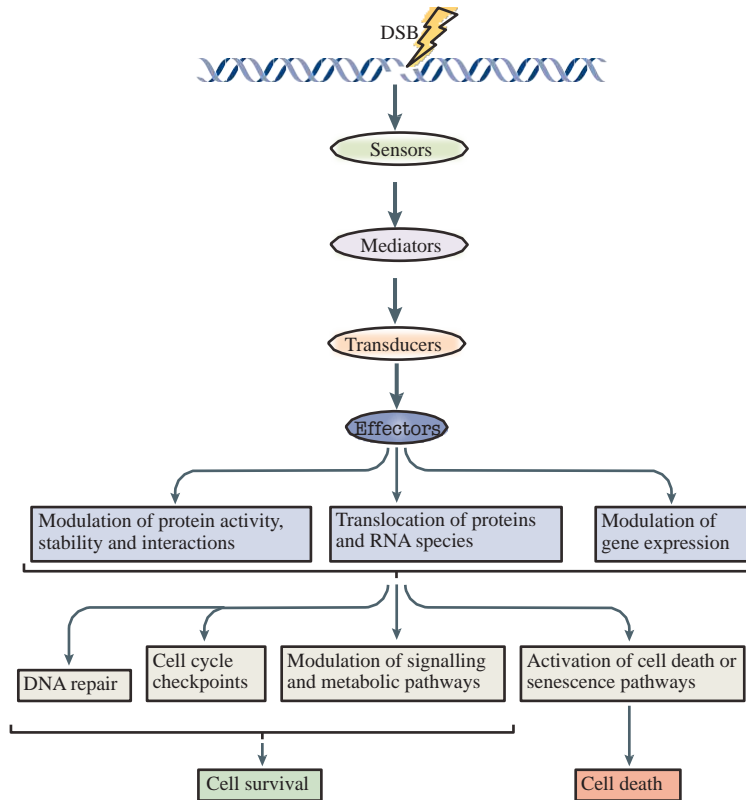 DSB
Sensors
Mediators
Transducers
Effectors
Modulation of protein activity,
stability and interactions
Translocation of proteins
and RNA species
Modulation of
gene expression
DNA repair
Cell cycle
checkpoints
Modulation of signalling
and metabolic pathways
Activation of cell death or
senescence pathways
Cell survival
Cell death